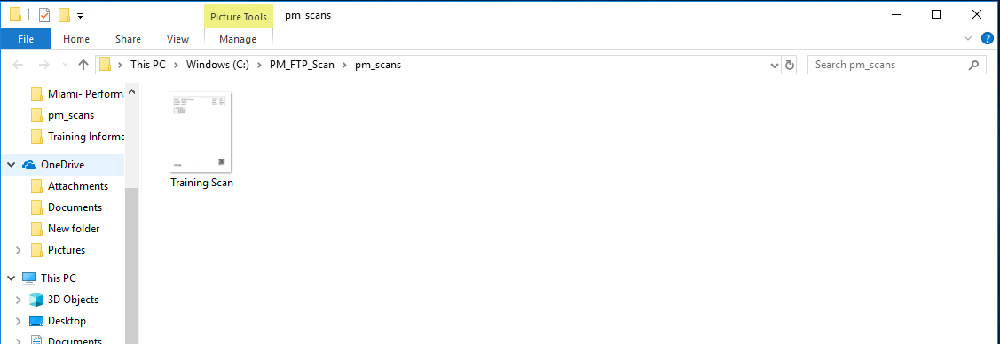 Picture Tools pm_scans
File Home Share View Manage
This PC Windows (C:) PM_FTP_Scan pm_scans Search pm_scans
Miami- Performa
pm_scans
Training Informa
OneDrive
Attachments
Documents
New folder
Pictures
This PC
3D Objects
Desktop
Documents
Training Scan